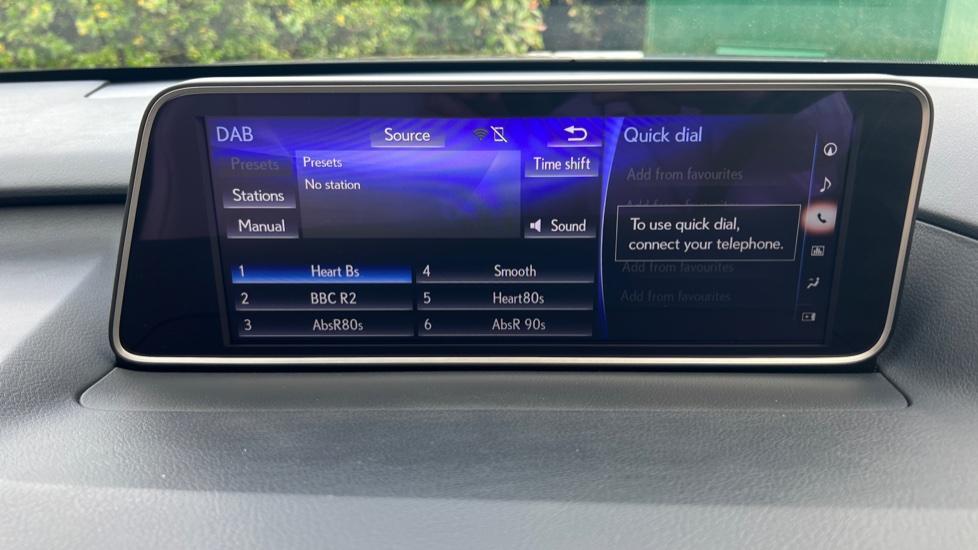 DAB
Source
Presets
Stations
Manual
Presets
No station
Time shift
Sound
1 Heart Bs
2 BBC R2
3 AbsR80s
4 Smooth
5 Heart80s
6 AbsR 90s
Quick dial
Add from favourites
To use quick dial,
connect your telephone.
Add from favourites
Add from favourites